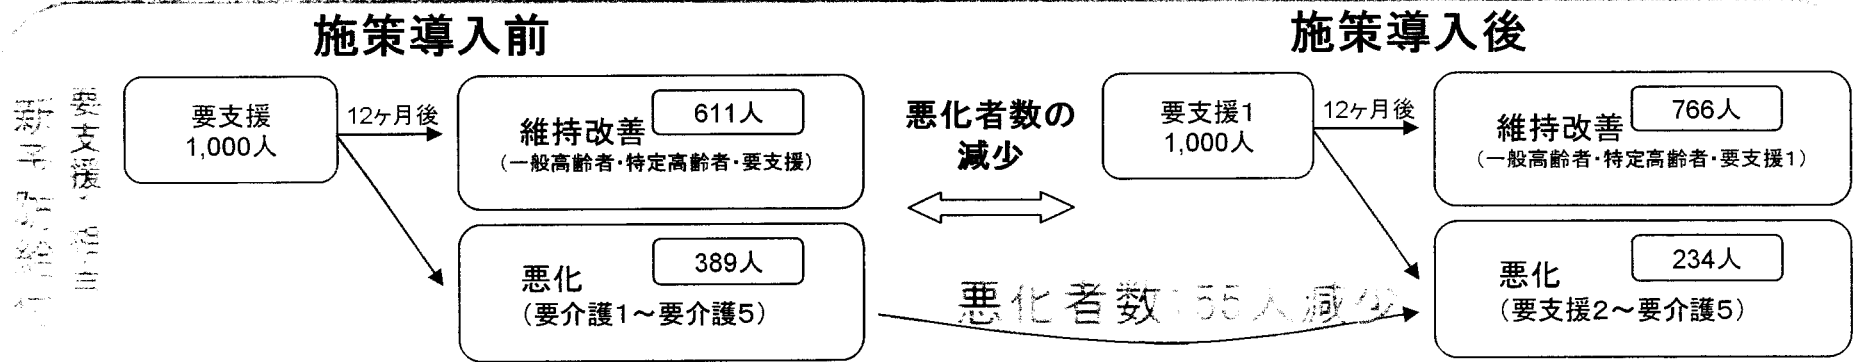 施策導入前
施策導入後
要支援
1,000人
12ヶ月後
維持改善
611人
（一般高齢者・特定高齢者・要支援）
悪化
389人
（要介護1～要介護5）
悪化者数の
減少
悪化者数155人減少
要支援1
1,000人
12ヶ月後
維持改善
766人
（一般高齢者・特定高齢者・要支援1）
悪化
234人
（要支援2～要介護5）